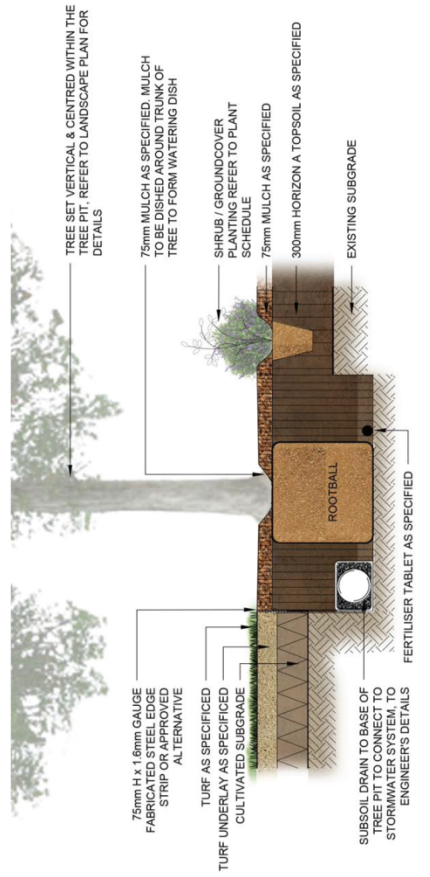 TREE SET VERTICAL & CENTRED WITHIN THE
TREE PIT, REFER TO LANDSCAPE PLAN FOR
DETAILS
75mm MULCH AS SPECIFIED. MULCH
TO BE DISHED AROUND TRUNK OF
TREE TO FORM WATERING DISH
SHRUB / GROUNDCOVER
PLANTING REFER TO PLANT
SCHEDULE
75mm MULCH AS SPECIFIED
300mm HORIZON A TOPSOIL AS SPECIFIED
EXISTING SUBGRADE
ROOTBALL
75mm H x 1.6mm GAUGE
FABRICATED STEEL EDGE
STRIP OR APPROVED
ALTERNATIVE
TURF AS SPECIFICED
TURF UNDERLAY AS SPECIFICED
CULTIVATED SUBGRADE
SUBSOIL DRAIN TO BASE OF
TREE PIT TO CONNECT TO
STORMWATER SYSTEM, TO
ENGINEER'S DETAILS
FERTILISER TABLET AS SPECIFIED